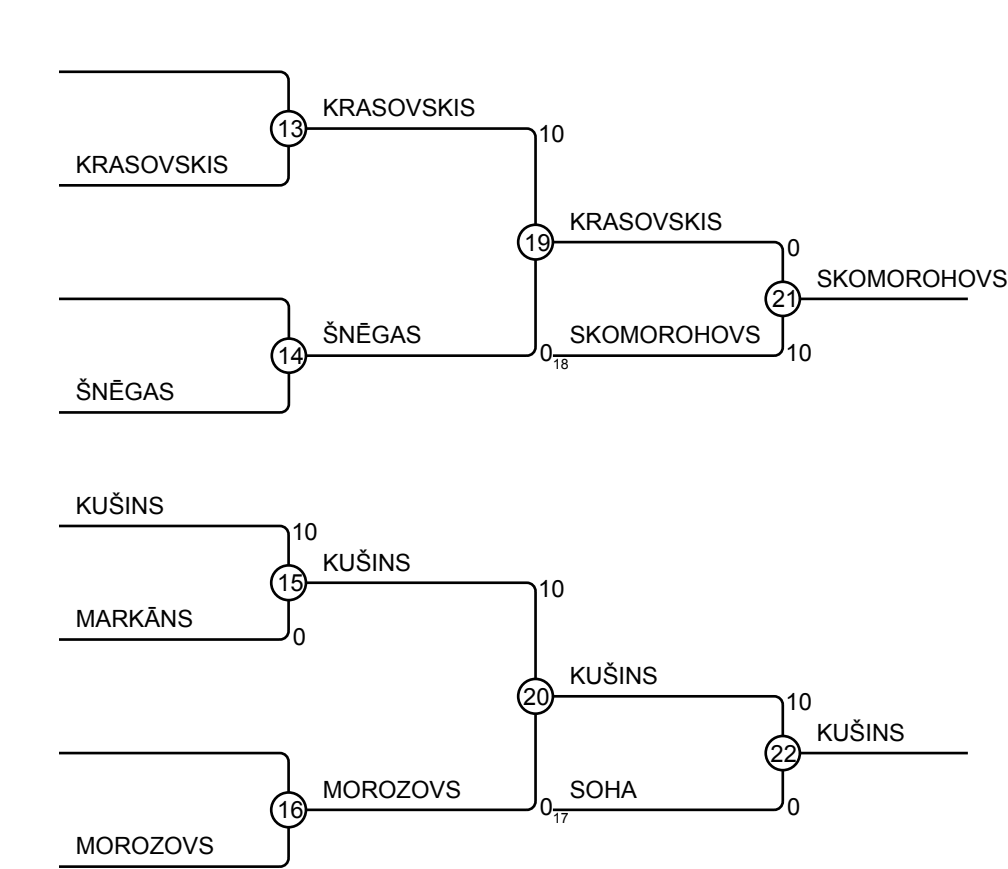 KRASOVSKIS
13
10
KRASOVSKIS
KRASOVSKIS
19
0
SKOMOROHOVS
21
ŠNĒGAS
SKOMOROHOVS
14
0
18
10
ŠNĒGAS
KUŠINS
10
KUŠINS
15
10
MARKĀNS
0
KUŠINS
20
10
KUŠINS
22
MOROZOVS
SOHA
16
0
17
0
MOROZOVS